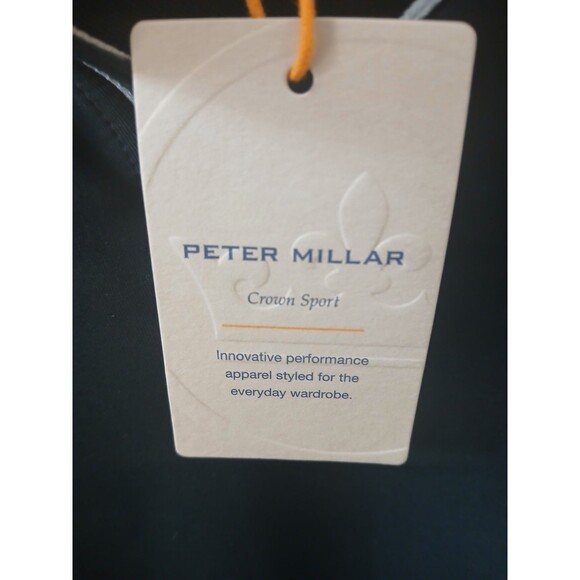 PETER MILLAR
Crown Sport
Innovative performance
apparel styled for the
everyday wardrobe.